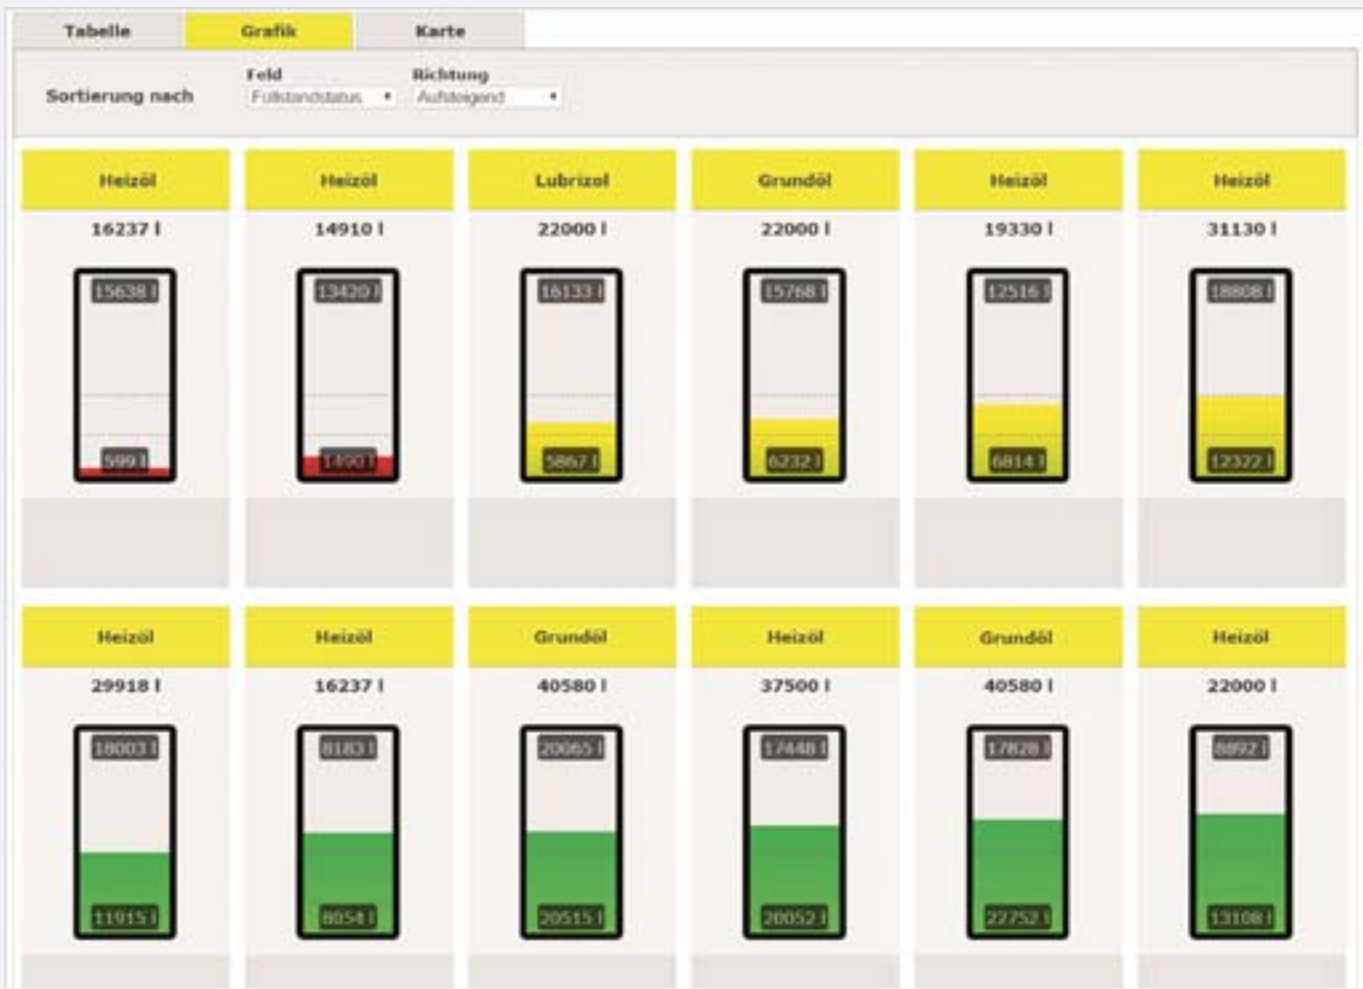 Tabelle Grafik Karte
Feld Richtung
Sortierung nach Füllstandstatus Aufsteigend
Heizöl Heizöl Lubrizol Grundöl Heizöl Heizöl
16237 l 14910 l 22000 l 22000 l 19330 l 31130 l
15638 l 13420 l 16133 l 15768 l 12516 l 18808 l
599 l 1490 l 5867 l 6232 l 6814 l 12322 l
Heizöl Heizöl Grundöl Heizöl Grundöl Heizöl
29918 l 16237 l 40580 l 37500 l 40580 l 22000 l
18003 l 8183 l 20065 l 17448 l 17828 l 8892 l
11915 l 8054 l 20515 l 20052 l 22752 l 13108 l